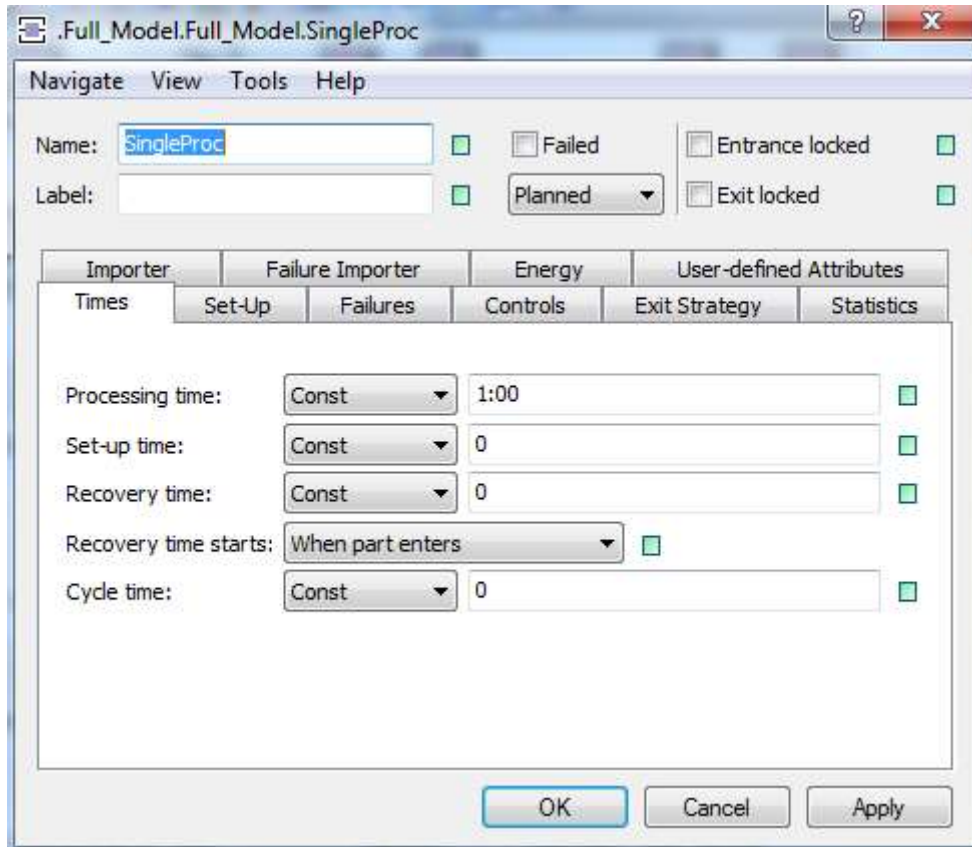 .Full_Model.Full_Model.SingleProc
?
X
Navigate View Tools Help
Name: SingleProc Failed Entrance locked
Label: Planned Exit locked
Importer Failure Importer Energy User-defined Attributes
Times Set-Up Failures Controls Exit Strategy Statistics
Processing time: Const 1:00
Set-up time: Const 0
Recovery time: Const 0
Recovery time starts: When part enters
Cycle time: Const 0
OK Cancel Apply